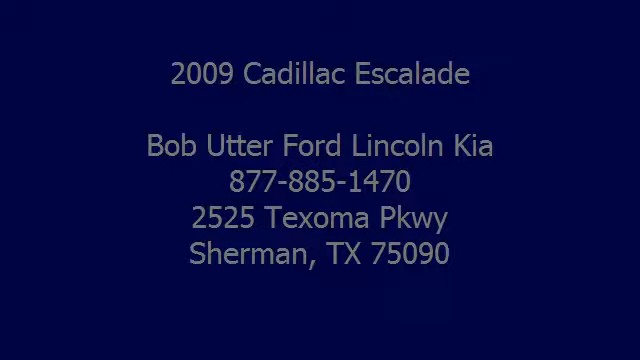 2009 Cadillac Escalade
Bob Utter Ford Lincoln Kia
877-885-1470
2525 Texoma Pkwy
Sherman, TX 75090